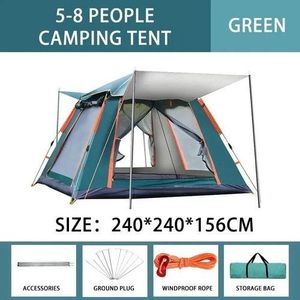 5-8 PEOPLE
CAMPING TENT
GREEN
SIZE: 240*240*156CM
ACCESSORIES
GROUND PLUG
WINDPROOF ROPE
STORAGE BAG